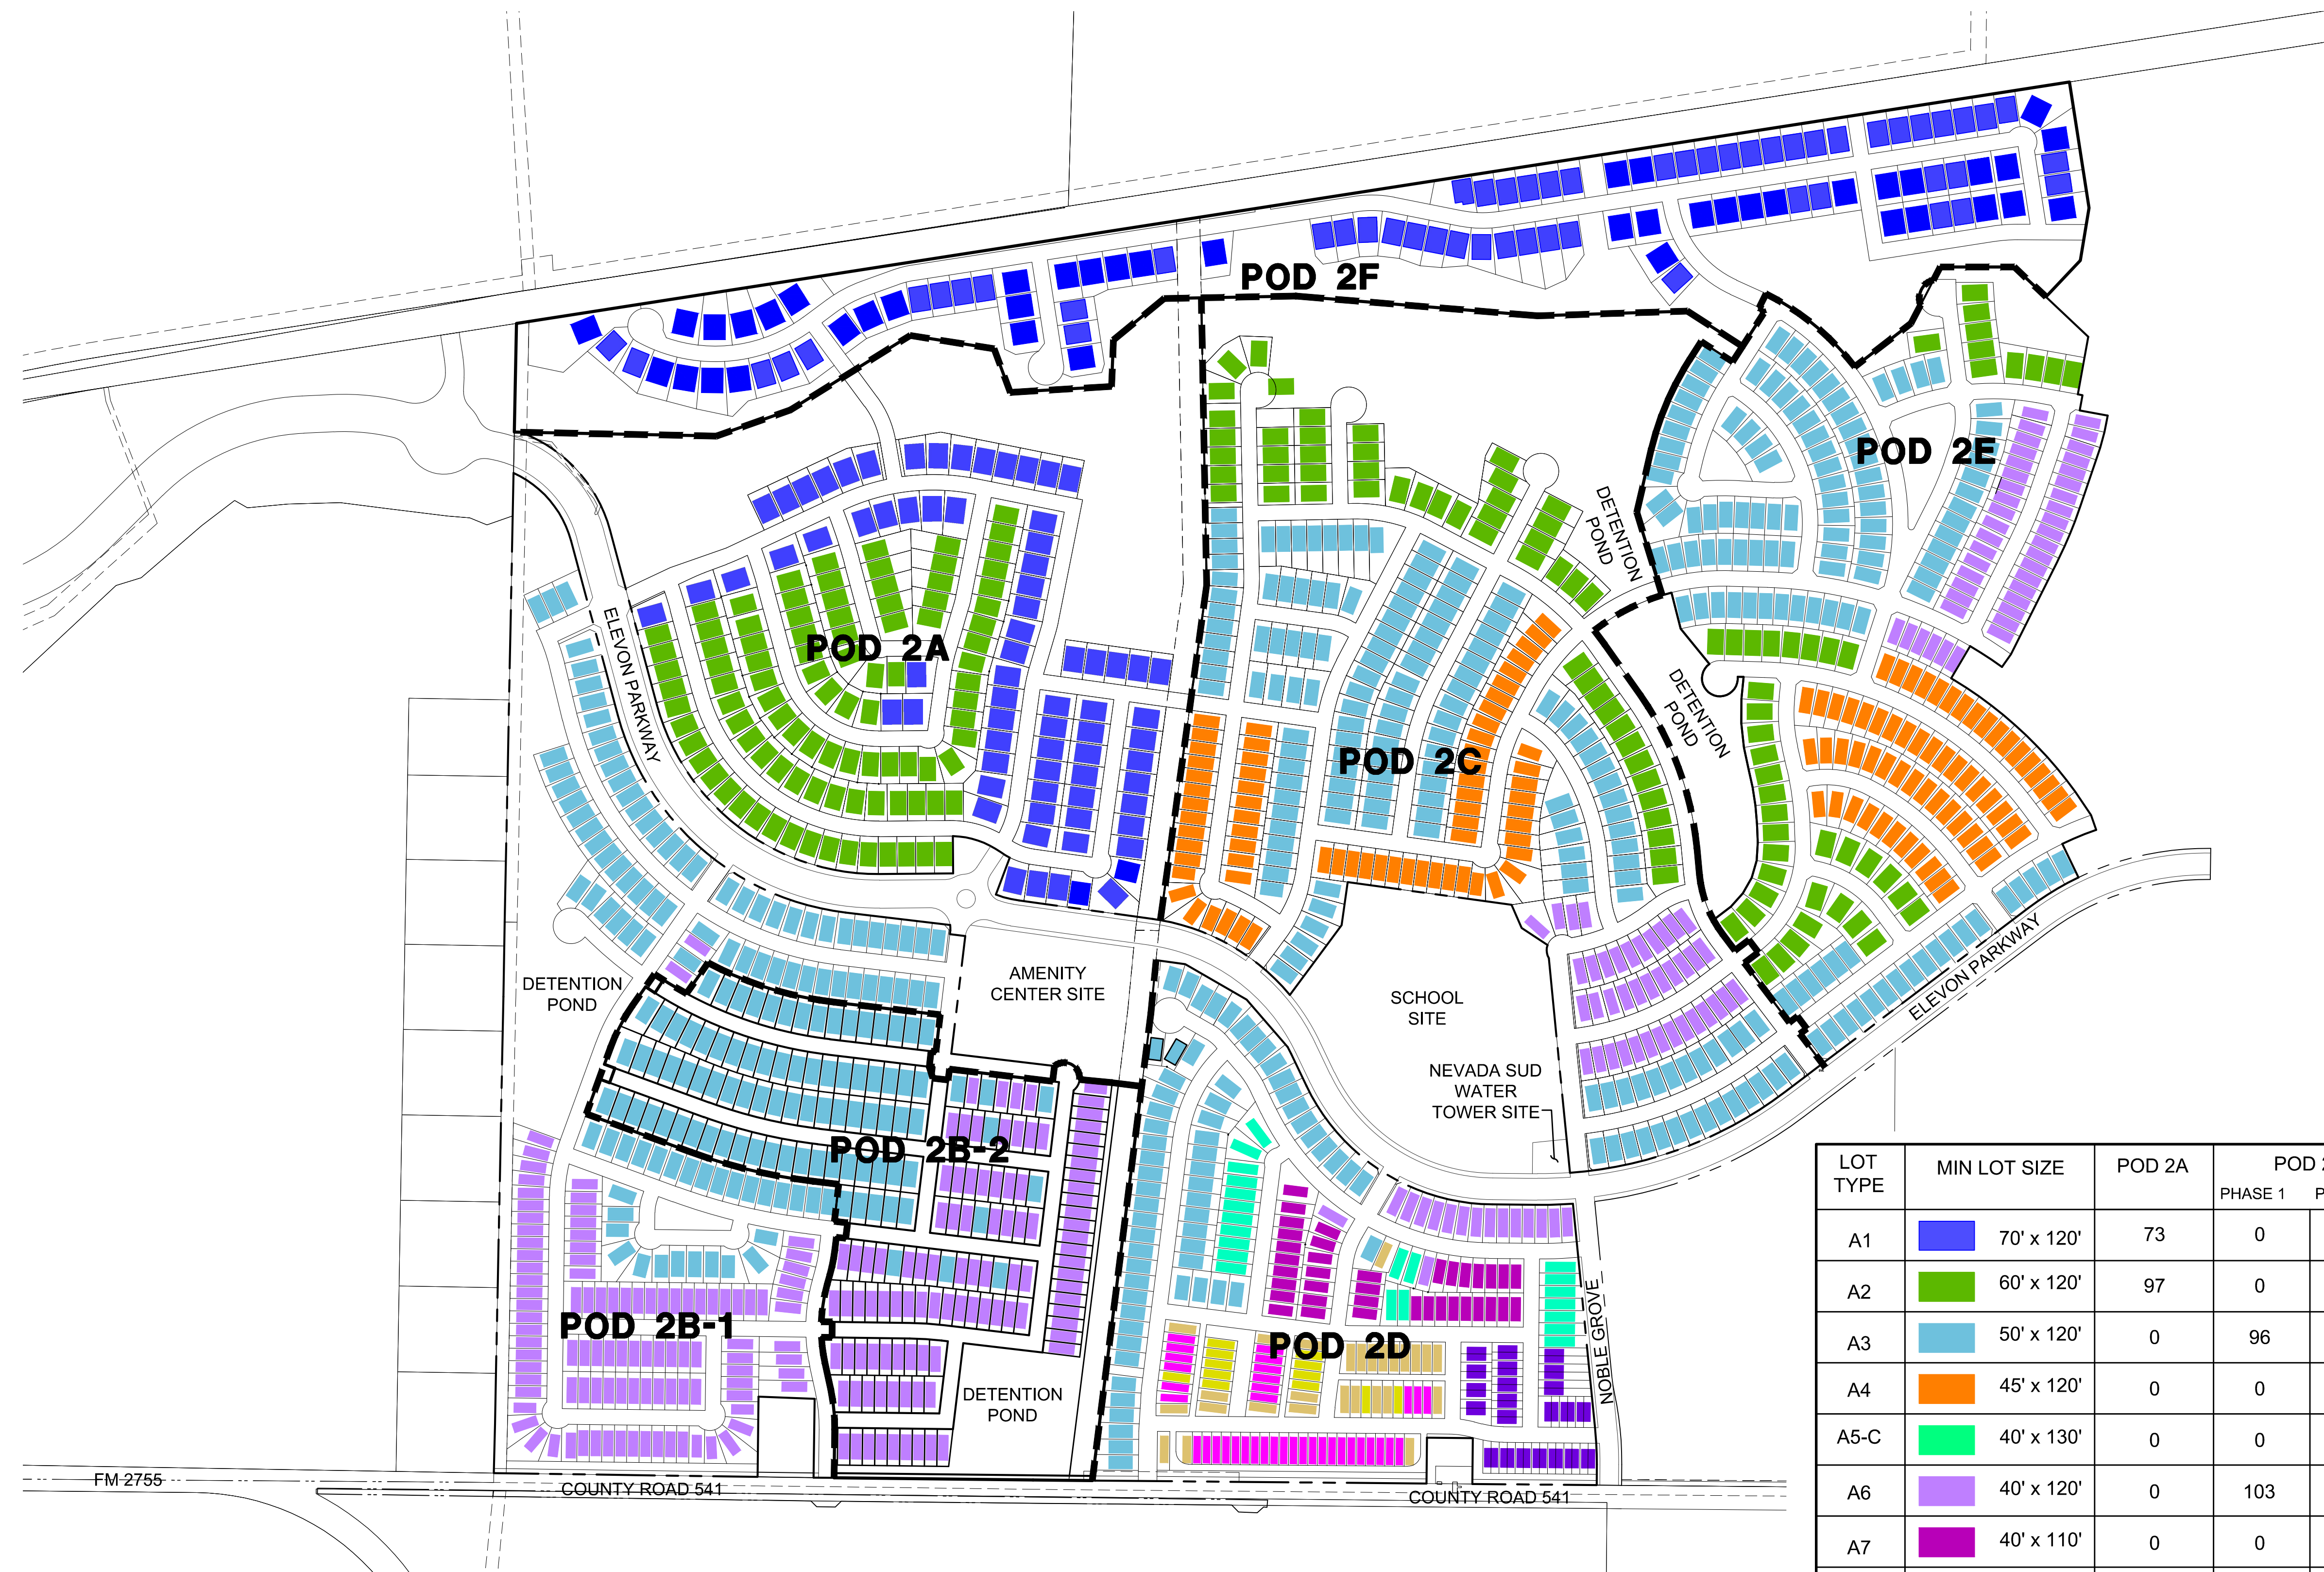 POD 2F
POD 2E
DETENTION
POND
ELEVON PARKWAY
POD 2A
DETENTION
POND
POD 2C
DETENTION
POND
AMENITY
CENTER SITE
SCHOOL
SITE
ELEVON PARKWAY
NEVADA SUD
WATER
TOWER SITE
POD 2B-2
POD 2B-1
POD 2D
NOBLE GROVE
DETENTION
POND
FM 2755
COUNTY ROAD 541
COUNTY ROAD 541
LOT
TYPE
MIN LOT SIZE
POD 2A
POD
PHASE 1
A1 70' x 120' 73 0
A2 60' x 120' 97 0
A3 50' x 120' 0 96
A4 45' x 120' 0 0
A5-C 40' x 130' 0 0
A6 40' x 120' 0 103
A7 40' x 110' 0 0